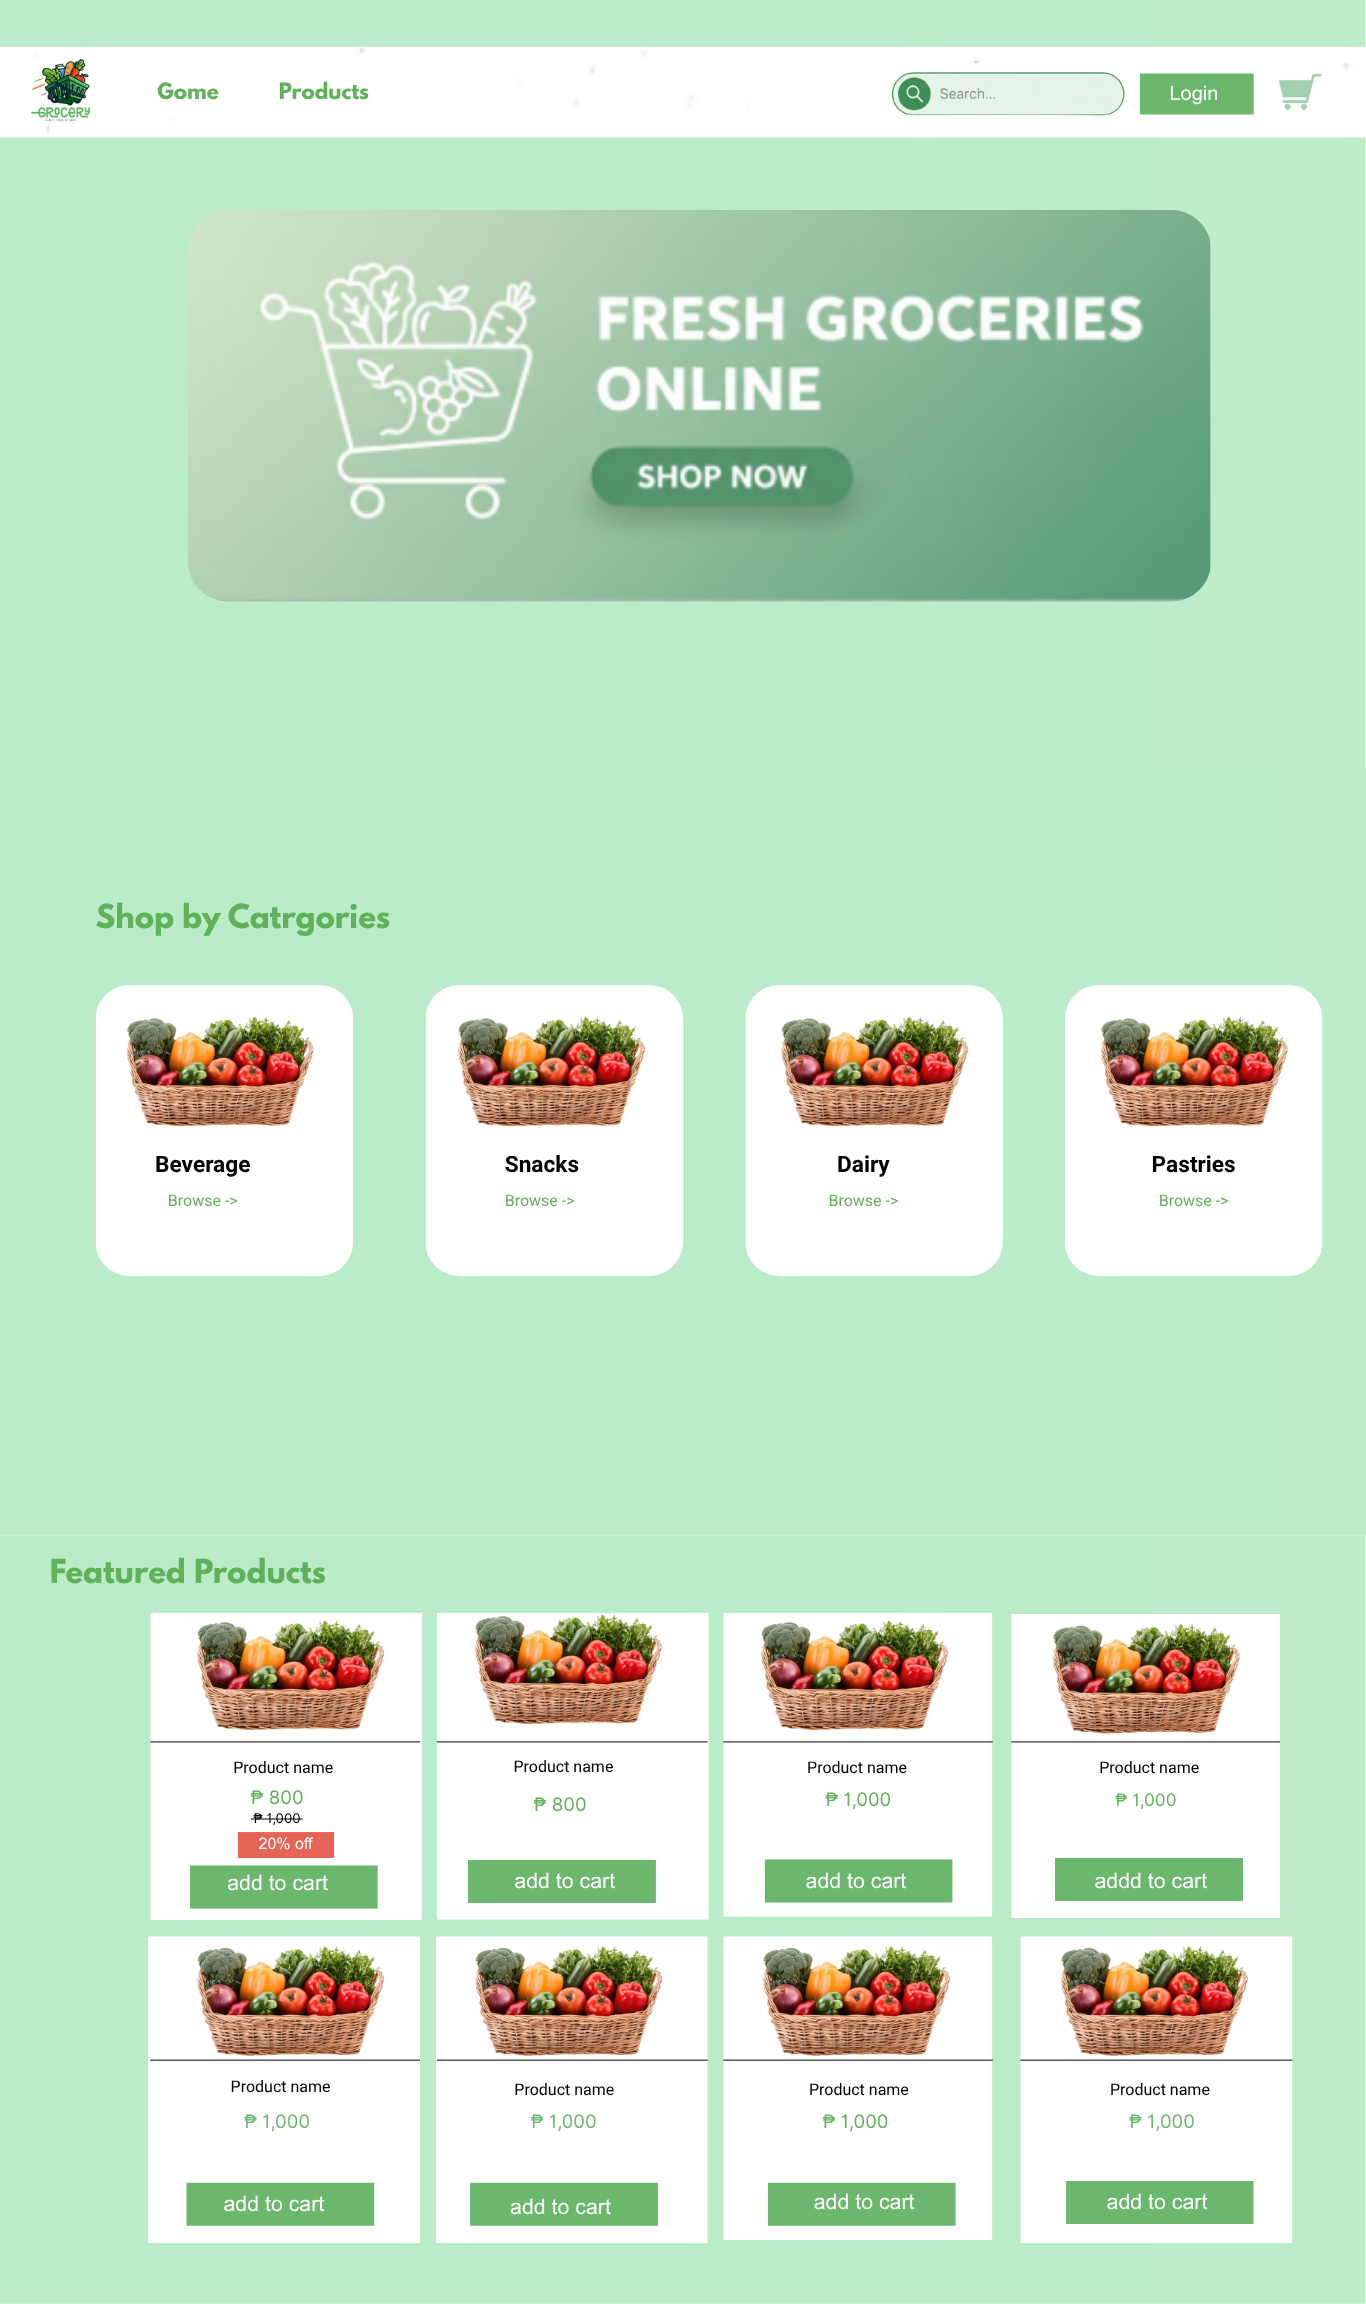 GROCERY
Gome
Products
Search...
Login
FRESH GROCERIES
ONLINE
SHOP NOW
Shop by Catrgories
Beverage
Browse ->
Snacks
Browse ->
Dairy
Browse ->
Pastries
Browse ->
Featured Products
Product name
₱ 800
₱ 1,000
20% off
add to cart
Product name
₱ 800
add to cart
Product name
₱ 1,000
add to cart
Product name
₱ 1,000
addd to cart
Product name
₱ 1,000
add to cart
Product name
₱ 1,000
add to cart
Product name
₱ 1,000
add to cart
Product name
₱ 1,000
add to cart